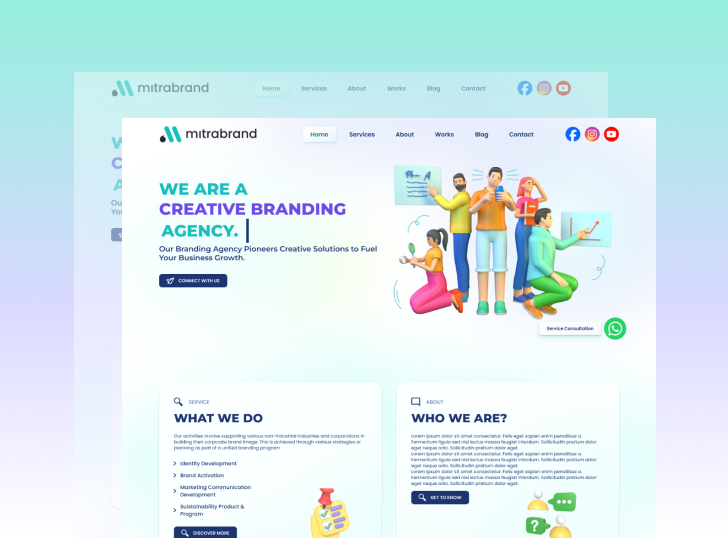 mitrabrand
Home Services About Works Blog Contact
mitrabrand
Home Services About Works Blog Contact
WE ARE A
CREATIVE BRANDING
AGENCY.
Our Branding Agency Pioneers Creative Solutions to Fuel
Your Business Growth.
CONNECT WITH US
Service Consultation
SERVICE
WHAT WE DO
Our activities involve supporting various non-industrial industries and corporations in
building their corporate brand image. This is achieved through various strategies or
planning as part of a unified branding program
Identity Development
Brand Activation
Marketing Communication
Development
Sustainability Product &
Program
DISCOVER MORE
ABOUT
WHO WE ARE?
Lorem ipsum dolor sit amet consectetur. Felis eget sapien enim penatibus a.
Fermentum ligula sed nisi lectus massa feugiat interdum. Sollicitudin pretium dolor
eget neque odio. Sollicitudin pretium dolor eget
Lorem ipsum dolor sit amet consectetur. Felis eget sapien enim penatibus a.
Fermentum ligula sed nisi lectus massa feugiat interdum. Sollicitudin pretium dolor
eget neque odio. Sollicitudin pretium dolor eget
Lorem ipsum dolor sit amet consectetur. Felis eget sapien enim penatibus a.
Fermentum ligula sed nisi lectus massa feugiat interdum. Sollicitudin pretium dolor
eget neque odio. Sollicitudin pretium dolor eget.
GET TO KNOW